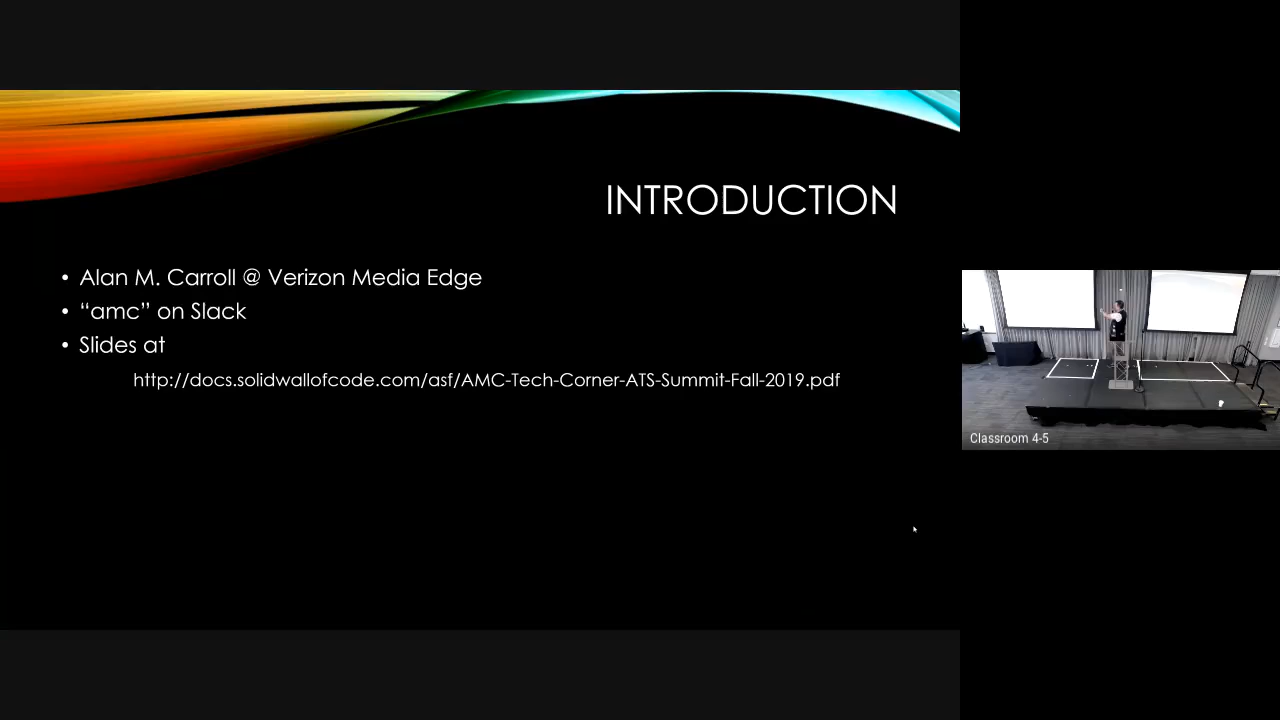 INTRODUCTION
• Alan M. Carroll @ Verizon Media Edge
• “amc” on Slack
• Slides at
http://docs.solidwallofcode.com/asf/AMC-Tech-Corner-ATS-Summit-Fall-2019.pdf
Classroom 4-5